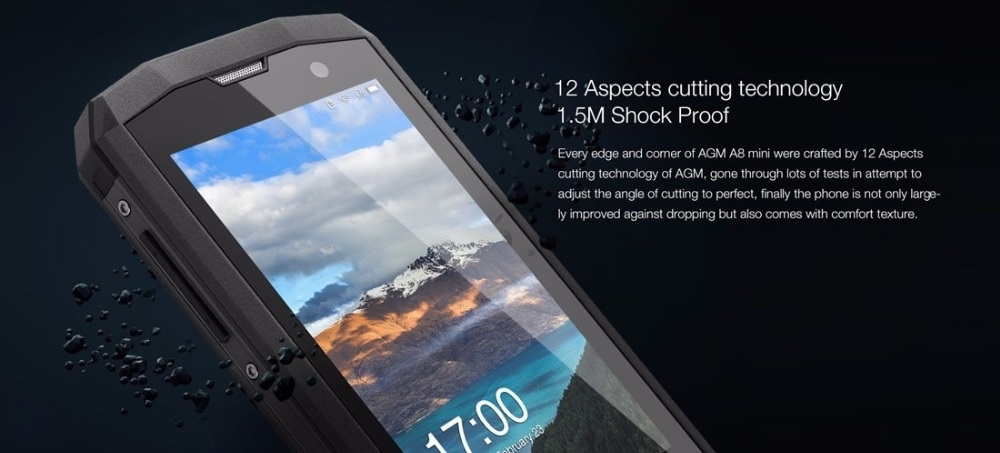 12 Aspects cutting technology
1.5M Shock Proof
Every edge and corner of AGM A8 mini were crafted by 12 Aspects
cutting technology of AGM, gone through lots of tests in attempt to
adjust the angle of cutting to perfect, finally the phone is not only large-
ly improved against dropping but also comes with comfort texture.
17:00
February 23